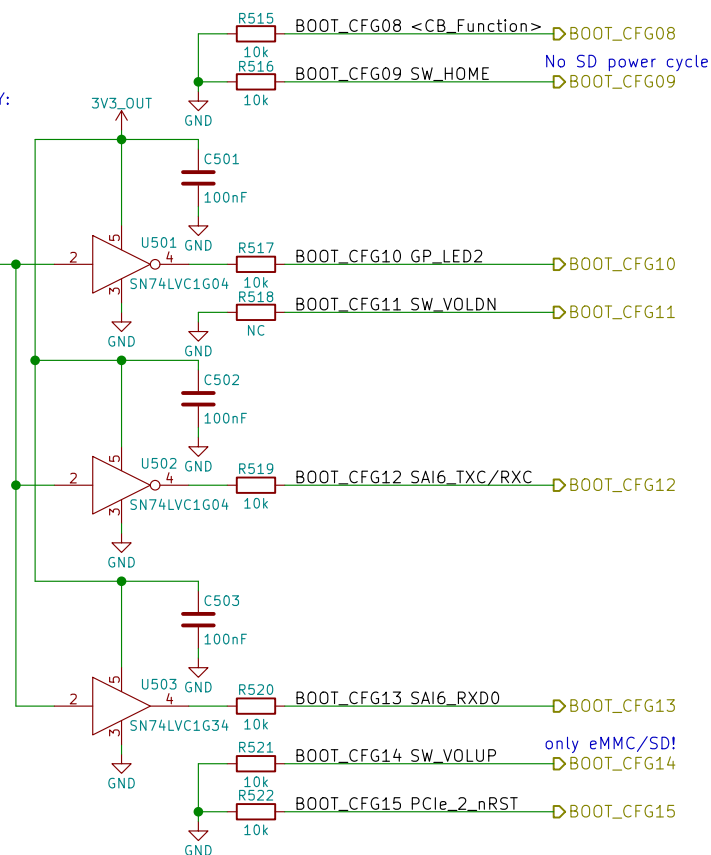 R515
BOOT_CFG08 <CB_Function>
BOOT_CFG08
10k
R516
BOOT_CFG09 SW_HOME
No SD power cycle
BOOT_CFG09
10k
GND
Y:
3V3_OUT
C501
100nF
GND
U501
5
2
4
3
SN74LVC1G04
GND
R517
BOOT_CFG10 GP_LED2
BOOT_CFG10
10k
R518
BOOT_CFG11 SW_VOLDN
BOOT_CFG11
NC
GND
C502
100nF
GND
U502
5
2
4
3
SN74LVC1G04
GND
R519
BOOT_CFG12 SAI6_TXC/RXC
BOOT_CFG12
10k
C503
100nF
GND
U503
5
2
4
3
SN74LVC1G34
GND
R520
BOOT_CFG13 SAI6_RXD0
BOOT_CFG13
10k
R521
BOOT_CFG14 SW_VOLUP
only eMMC/SD!
BOOT_CFG14
10k
R522
BOOT_CFG15 PCIe_2_nRST
BOOT_CFG15
10k
GND